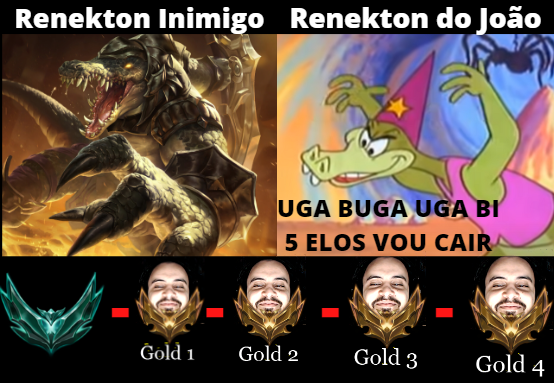 Renekton Inimigo
Renekton do João
UGA BUGA UGA BI
5 ELOS VOU CAIR
Gold 1
Gold 2
Gold 3
Gold 4